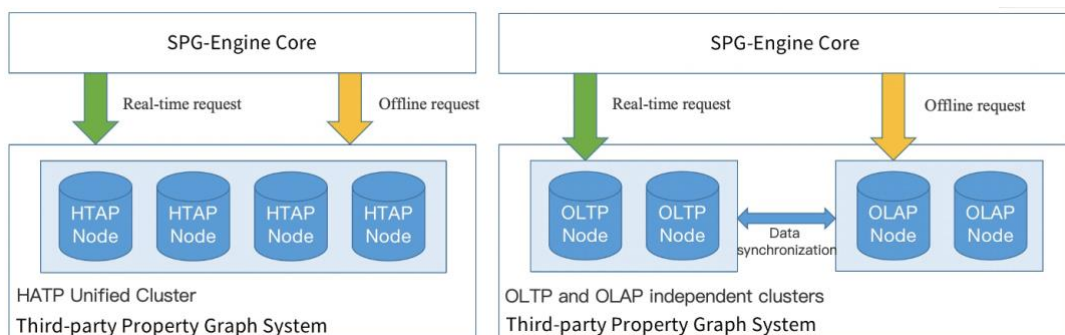 SPG-Engine Core
Real-time request
Offline request
HTAP
Node
HTAP
Node
HTAP
Node
HTAP
Node
HATP Unified Cluster
Third-party Property Graph System
SPG-Engine Core
Real-time request
Offline request
OLTP
Node
OLTP
Node
Data
synchronization
OLAP
Node
OLAP
Node
OLTP and OLAP independent clusters
Third-party Property Graph System